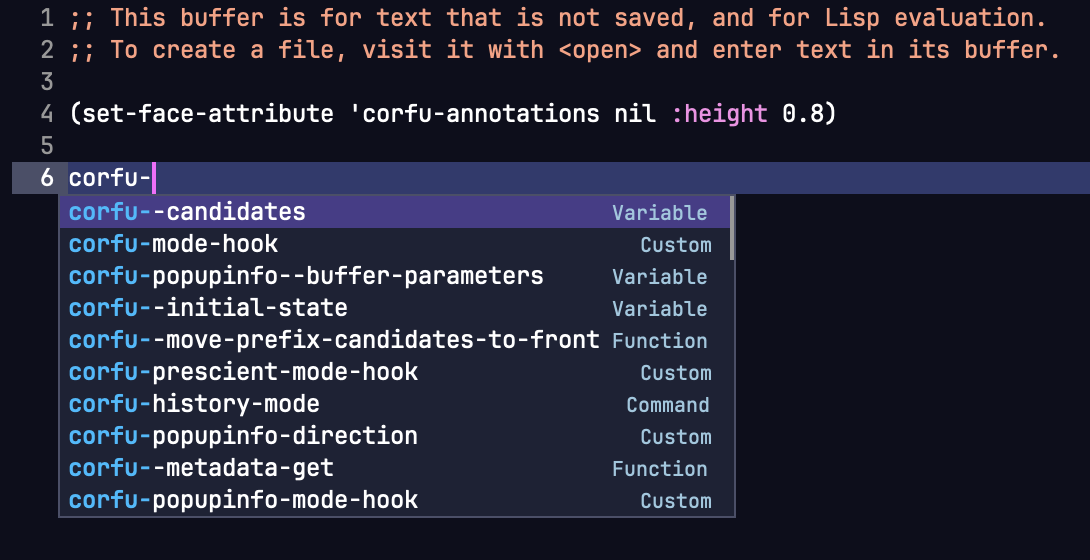 1 ;; This buffer is for text that is not saved, and for Lisp evaluation.
2 ;; To create a file, visit it with <open> and enter text in its buffer.
3
4 (set-face-attribute 'corfu-annotations nil :height 0.8)
5
6 corfu-
corfu--candidates Variable
corfu-mode-hook Custom
corfu-popupinfo--buffer-parameters Variable
corfu--initial-state Variable
corfu--move-prefix-candidates-to-front Function
corfu-prescient-mode-hook Custom
corfu-history-mode Command
corfu-popupinfo-direction Custom
corfu--metadata-get Function
corfu-popupinfo-mode-hook Custom